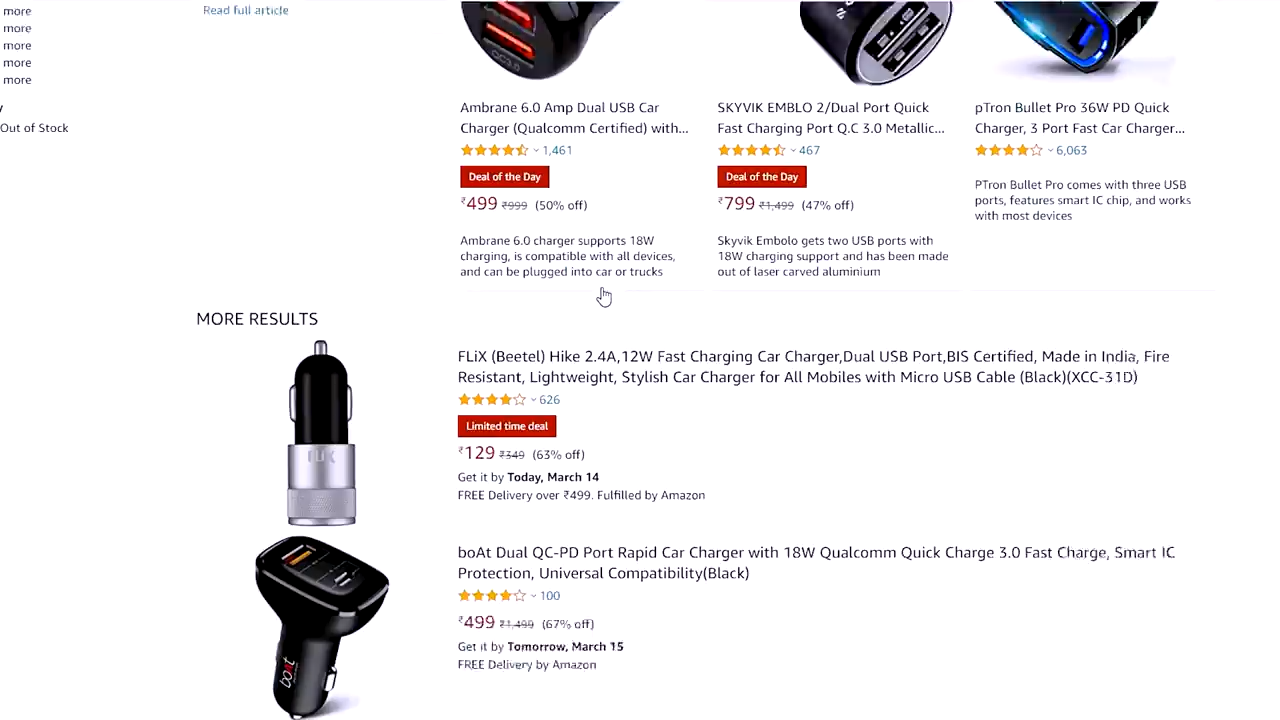 more
more
more
more
more
Out of Stock
Read full article
QC3.0
Ambrane 6.0 Amp Dual USB Car
Charger (Qualcomm Certified) with...
1,461
Deal of the Day
₹499 ₹999 (50% off)
Ambrane 6.0 charger supports 18W
charging, is compatible with all devices,
and can be plugged into car or trucks
SKYVIK EMBLO 2/Dual Port Quick
Fast Charging Port Q.C 3.0 Metallic...
467
Deal of the Day
₹799 ₹1,499 (47% off)
Skyvik Embolo gets two USB ports with
18W charging support and has been made
out of laser carved aluminium
pTron Bullet Pro 36W PD Quick
Charger, 3 Port Fast Car Charger...
6,063
PTron Bullet Pro comes with three USB
ports, features smart IC chip, and works
with most devices
MORE RESULTS
FLiX (Beetel) Hike 2.4A,12W Fast Charging Car Charger,Dual USB Port,BIS Certified, Made in India, Fire
Resistant, Lightweight, Stylish Car Charger for All Mobiles with Micro USB Cable (Black)(XCC-31D)
626
Limited time deal
₹129 ₹349 (63% off)
Get it by Today, March 14
FREE Delivery over ₹499. Fulfilled by Amazon
boAt Dual QC-PD Port Rapid Car Charger with 18W Qualcomm Quick Charge 3.0 Fast Charge, Smart IC
Protection, Universal Compatibility(Black)
100
₹499 ₹1,499 (67% off)
Get it by Tomorrow, March 15
FREE Delivery by Amazon
boAt